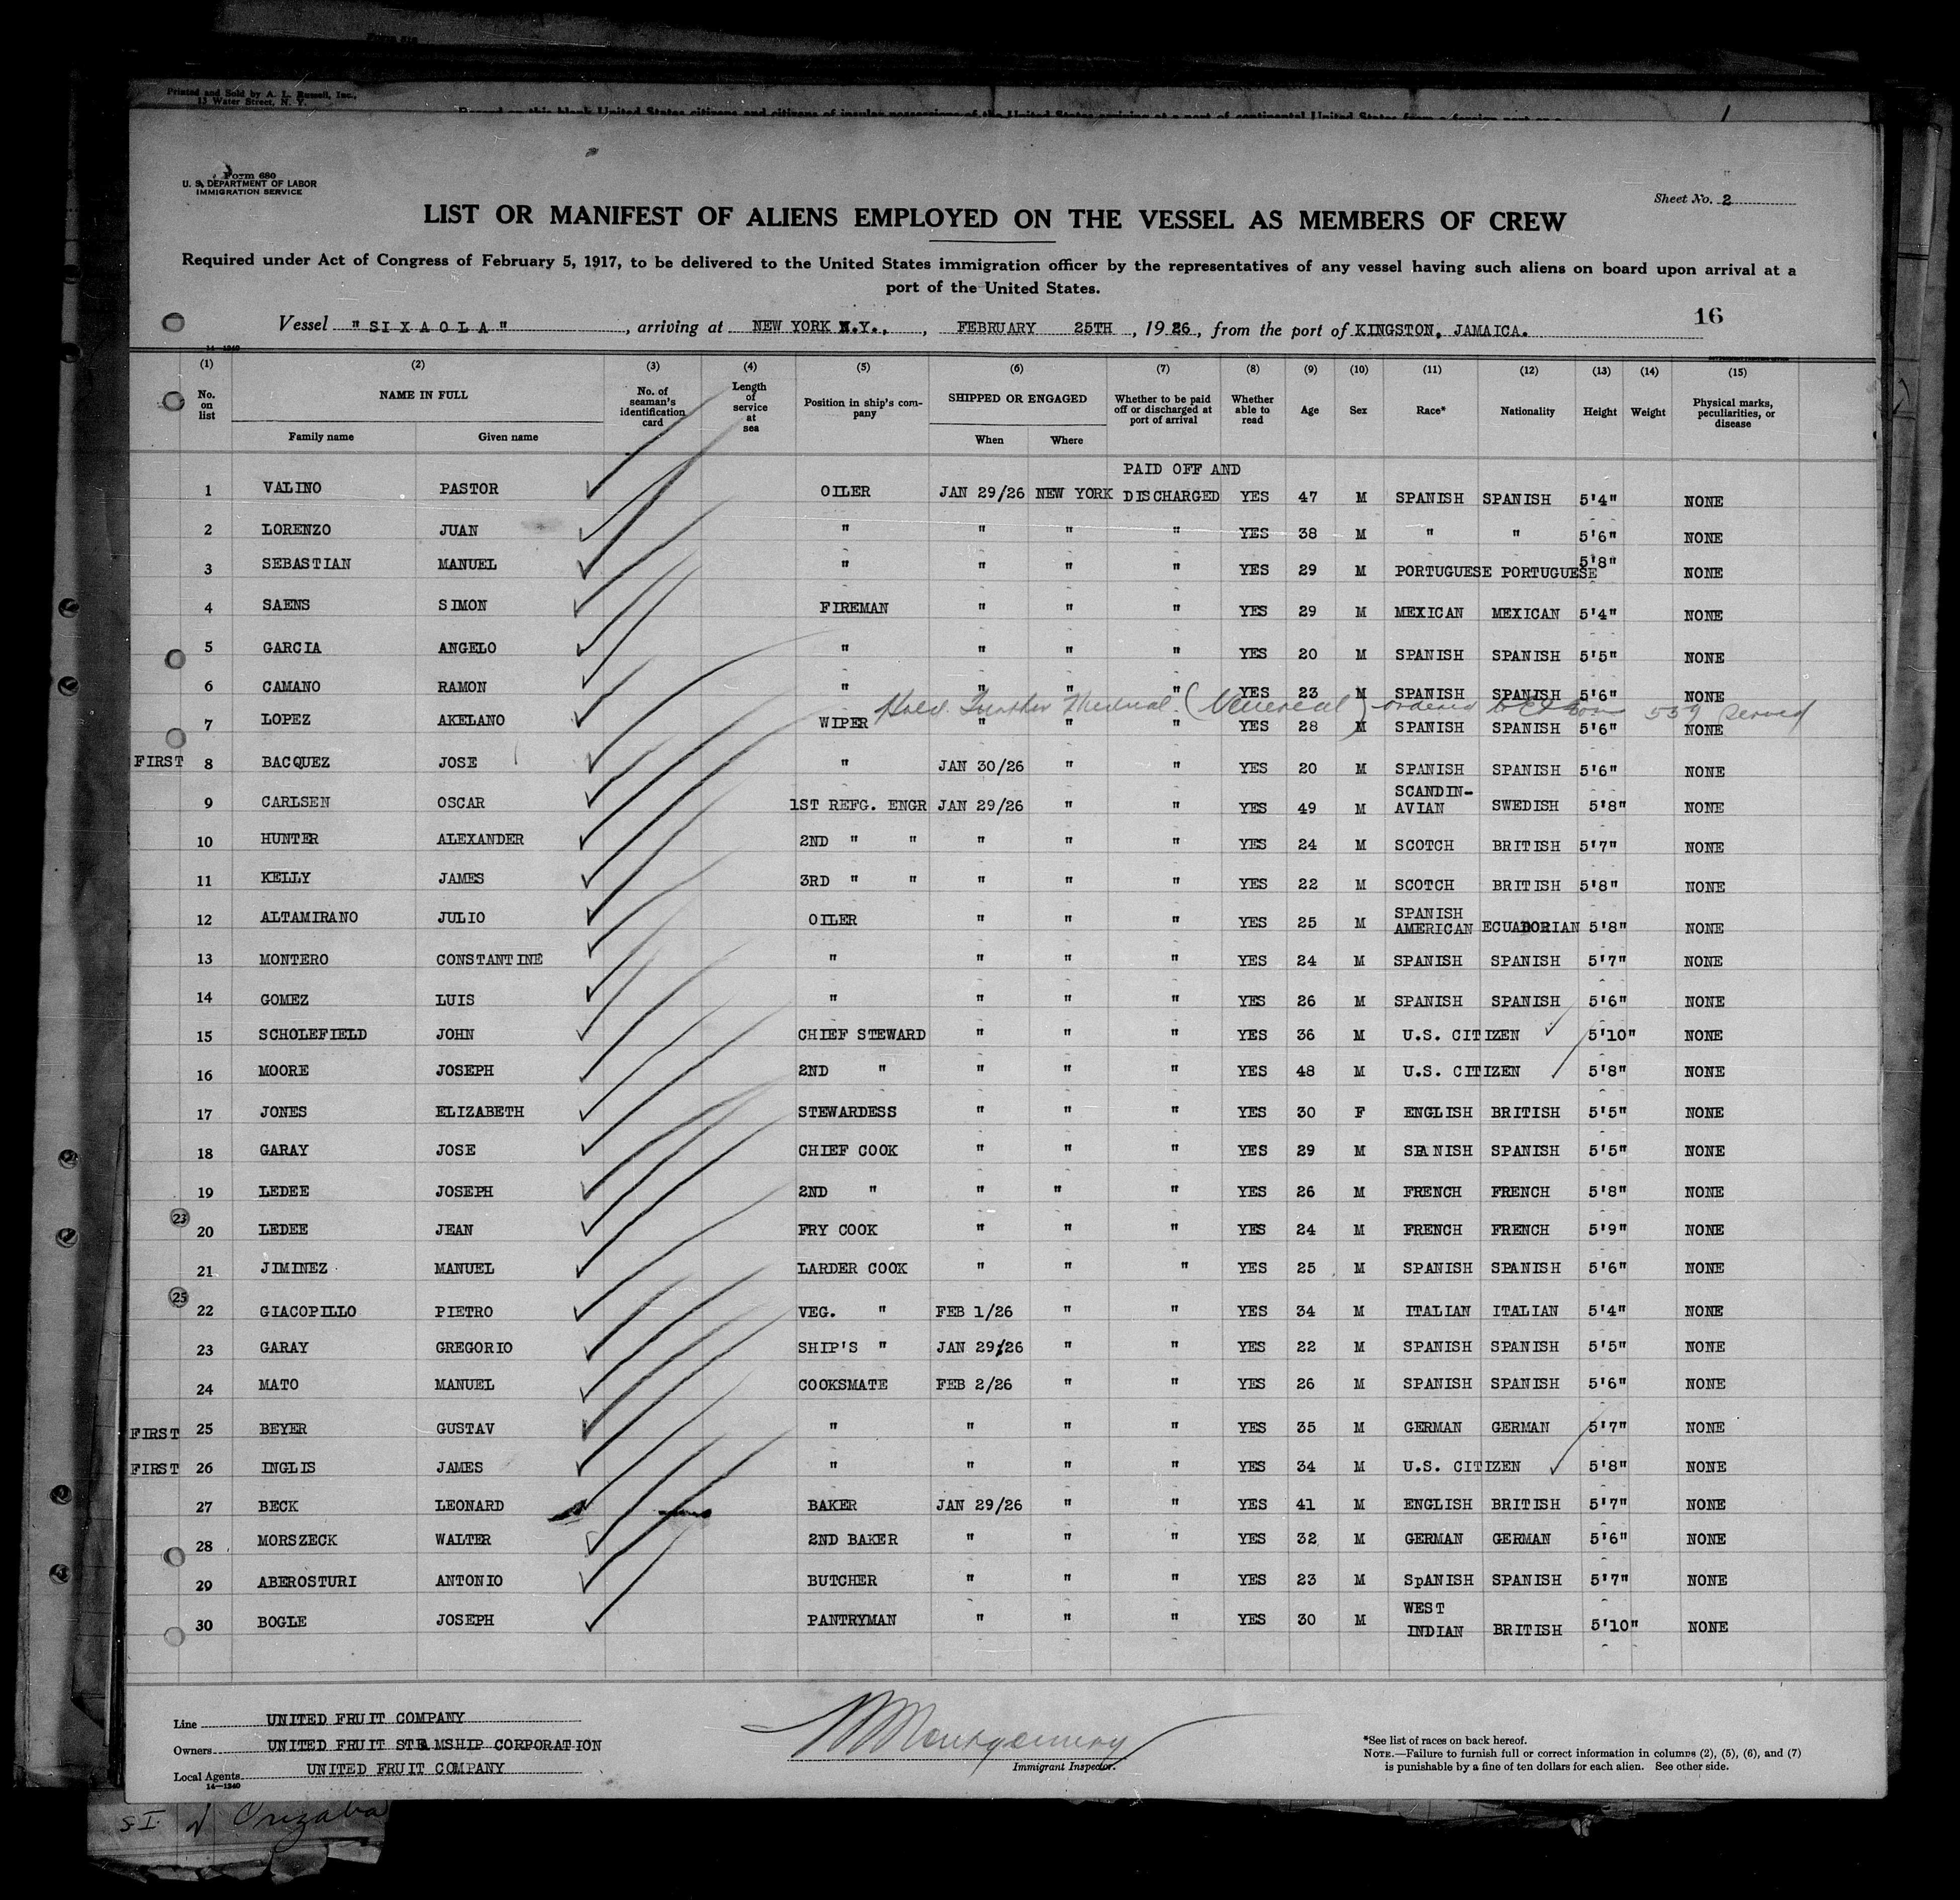 Printed and Sold by A. L. Russell, Inc.,
13 Water Street, N. Y.
Form 680
U. S. DEPARTMENT OF LABOR
IMMIGRATION SERVICE
Sheet No. 2
LIST OR MANIFEST OF ALIENS EMPLOYED ON THE VESSEL AS MEMBERS OF CREW
Required under Act of Congress of February 5, 1917, to be delivered to the United States immigration officer by the representatives of any vessel having such aliens on board upon arrival at a
port of the United States.
16
Vessel "SIXAOLA", arriving at NEW YORK N.Y., FEBRUARY 25TH, 1926, from the port of KINGSTON, JAMAICA.
(1) (2) (3) (4) (5) (6) (7) (8) (9) (10) (11) (12) (13) (14) (15)
No. on list NAME IN FULL No. of seaman's identification card Length of service at sea Position in ship's company SHIPPED OR ENGAGED Whether to be paid off or discharged at port of arrival Whether able to read Age Sex Race* Nationality Height Weight Physical marks, peculiarities, or disease
Family name Given name When Where
PAID OFF AND
1 VALINO PASTOR OILER JAN 29/26 NEW YORK DISCHARGED YES 47 M SPANISH SPANISH 5'4" NONE
2 LORENZO JUAN " " " " YES 38 M " " 5'6" NONE
3 SEBASTIAN MANUEL " " " " YES 29 M PORTUGUESE PORTUGUESE 5'8" NONE
4 SAENS SIMON FIREMAN " " " YES 29 M MEXICAN MEXICAN 5'4" NONE
5 GARCIA ANGELO " " " " YES 20 M SPANISH SPANISH 5'5" NONE
6 CAMANO RAMON " " " " YES 23 M SPANISH SPANISH 5'6" NONE
Held (Venereal) ordered 559 served
7 LOPEZ AKELANO WIPER " " " YES 28 M SPANISH SPANISH 5'6" NONE
FIRST 8 BACQUEZ JOSE " JAN 30/26 " " YES 20 M SPANISH SPANISH 5'6" NONE
9 CARLSEN OSCAR 1ST REFG. ENGR JAN 29/26 " " YES 49 M SCANDIN-AVIAN SWEDISH 5'8" NONE
10 HUNTER ALEXANDER 2ND " " " " " YES 24 M SCOTCH BRITISH 5'7" NONE
11 KELLY JAMES 3RD " " " " " YES 22 M SCOTCH BRITISH 5'8" NONE
12 ALTAMIRANO JULIO OILER " " " YES 25 M SPANISH AMERICAN ECUADORIAN 5'8" NONE
13 MONTERO CONSTANTINE " " " " YES 24 M SPANISH SPANISH 5'7" NONE
14 GOMEZ LUIS " " " " YES 26 M SPANISH SPANISH 5'6" NONE
15 SCHOLEFIELD JOHN CHIEF STEWARD " " " YES 36 M U.S. CITIZEN 5'10" NONE
16 MOORE JOSEPH 2ND " " " " YES 48 M U.S. CITIZEN 5'8" NONE
17 JONES ELIZABETH STEWARDESS " " " YES 30 F ENGLISH BRITISH 5'5" NONE
18 GARAY JOSE CHIEF COOK " " " YES 29 M SPANISH SPANISH 5'5" NONE
19 LEDEE JOSEPH 2ND " " " " YES 26 M FRENCH FRENCH 5'8" NONE
23
20 LEDEE JEAN FRY COOK " " " YES 24 M FRENCH FRENCH 5'9" NONE
21 JIMINEZ MANUEL LARDER COOK " " " YES 25 M SPANISH SPANISH 5'6" NONE
25
22 GIACOPILLO PIETRO VEG. " FEB 1/26 " " YES 34 M ITALIAN ITALIAN 5'4" NONE
23 GARAY GREGORIO SHIP'S " JAN 29/26 " " YES 22 M SPANISH SPANISH 5'5" NONE
24 MATO MANUEL COOKSMATE FEB 2/26 " " YES 26 M SPANISH SPANISH 5'6" NONE
FIRST 25 BEYER GUSTAV " " " " YES 35 M GERMAN GERMAN 5'7" NONE
FIRST 26 INGLIS JAMES " " " " YES 34 M U.S. CITIZEN 5'8" NONE
27 BECK LEONARD BAKER JAN 29/26 " " YES 41 M ENGLISH BRITISH 5'7" NONE
28 MORSZECK WALTER 2ND BAKER " " " YES 32 M GERMAN GERMAN 5'6" NONE
29 ABEROSTURI ANTONIO BUTCHER " " " YES 23 M SpANISH SPANISH 5'7" NONE
30 BOGLE JOSEPH PANTRYMAN " " " YES 30 M WEST INDIAN BRITISH 5'10" NONE
Line UNITED FRUIT COMPANY
Owners UNITED FRUIT STEAMSHIP CORPORATION
Local Agents UNITED FRUIT COMPANY
14—1240
Montgomery
Immigrant Inspector.
*See list of races on back hereof.
NOTE.—Failure to furnish full or correct information in columns (2), (5), (6), and (7)
is punishable by a fine of ten dollars for each alien. See other side.
S.I. Orizaba